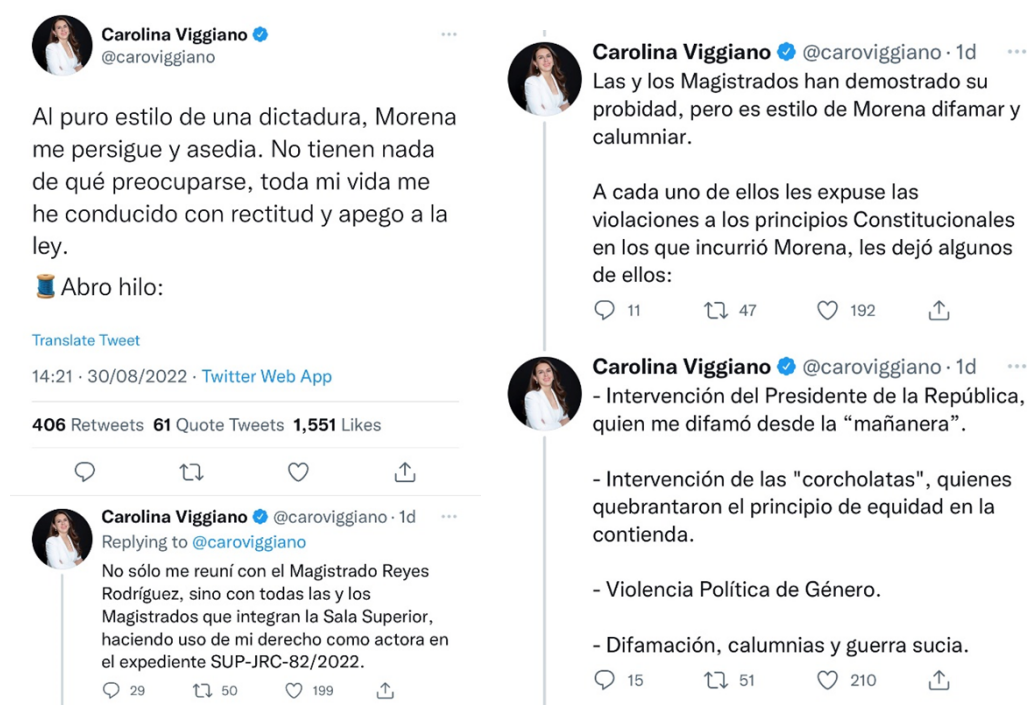 Carolina Viggiano
@caroviggiano
Al puro estilo de una dictadura, Morena
me persigue y asedia. No tienen nada
de qué preocuparse, toda mi vida me
he conducido con rectitud y apego a la
ley.
Abro hilo:
Translate Tweet
14:21 · 30/08/2022 · Twitter Web App
406 Retweets 61 Quote Tweets 1,551 Likes
Carolina Viggiano @caroviggiano · 1d
Replying to @caroviggiano
No sólo me reuní con el Magistrado Reyes
Rodríguez, sino con todas las y los
Magistrados que integran la Sala Superior,
haciendo uso de mi derecho como actora en
el expediente SUP-JRC-82/2022.
29 50 199
Carolina Viggiano @caroviggiano · 1d
Las y los Magistrados han demostrado su
probidad, pero es estilo de Morena difamar y
calumniar.
A cada uno de ellos les expuse las
violaciones a los principios Constitucionales
en los que incurrió Morena, les dejó algunos
de ellos:
11 47 192
Carolina Viggiano @caroviggiano · 1d
- Intervención del Presidente de la República,
quien me difamó desde la “mañanera”.
- Intervención de las "corcholatas", quienes
quebrantaron el principio de equidad en la
contienda.
- Violencia Política de Género.
- Difamación, calumnias y guerra sucia.
15 51 210